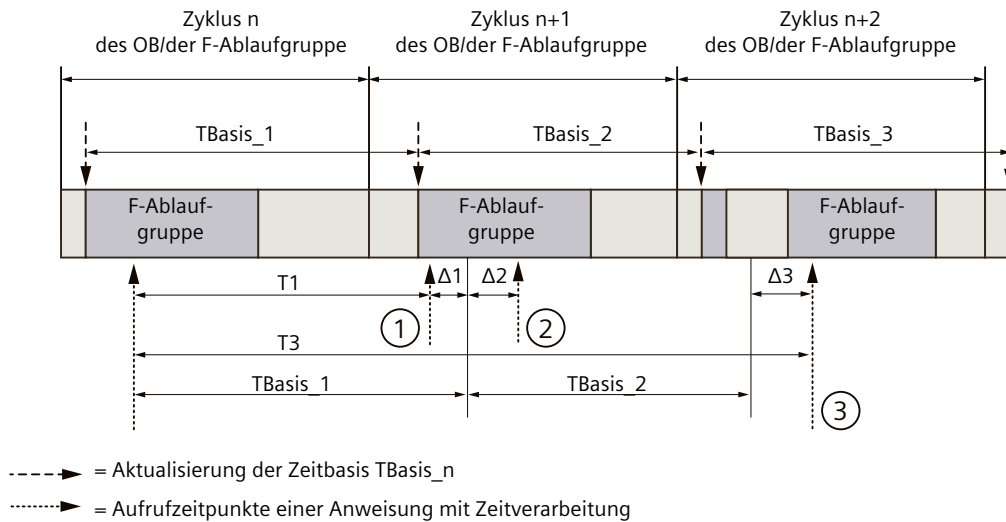 Zyklus n
des OB/der F-Ablaufgruppe
Zyklus n+1
des OB/der F-Ablaufgruppe
Zyklus n+2
des OB/der F-Ablaufgruppe
TBasis_1
TBasis_2
TBasis_3
F-Ablauf-
gruppe
F-Ablauf-
gruppe
F-Ablauf-
gruppe
T1
Δ1
Δ2
Δ3
1
2
T3
TBasis_1
TBasis_2
3
= Aktualisierung der Zeitbasis TBasis_n
= Aufrufzeitpunkte einer Anweisung mit Zeitverarbeitung